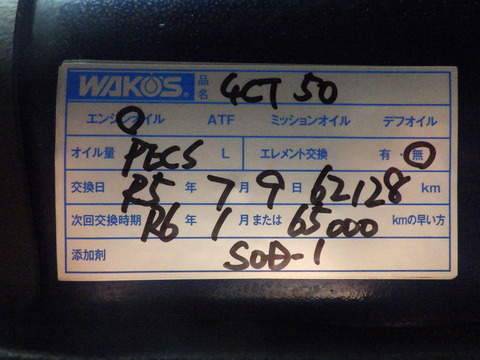 WAKO'S 品名 4CT 50
エンジンオイル ATF ミッションオイル デフオイル
オイル量 PECS L エレメント交換 有・無
交換日 R5 年 7 月 9 日 62128 km
次回交換時期 R6 年 1 月または 65000 kmの早い方
添加剤 SOD-1